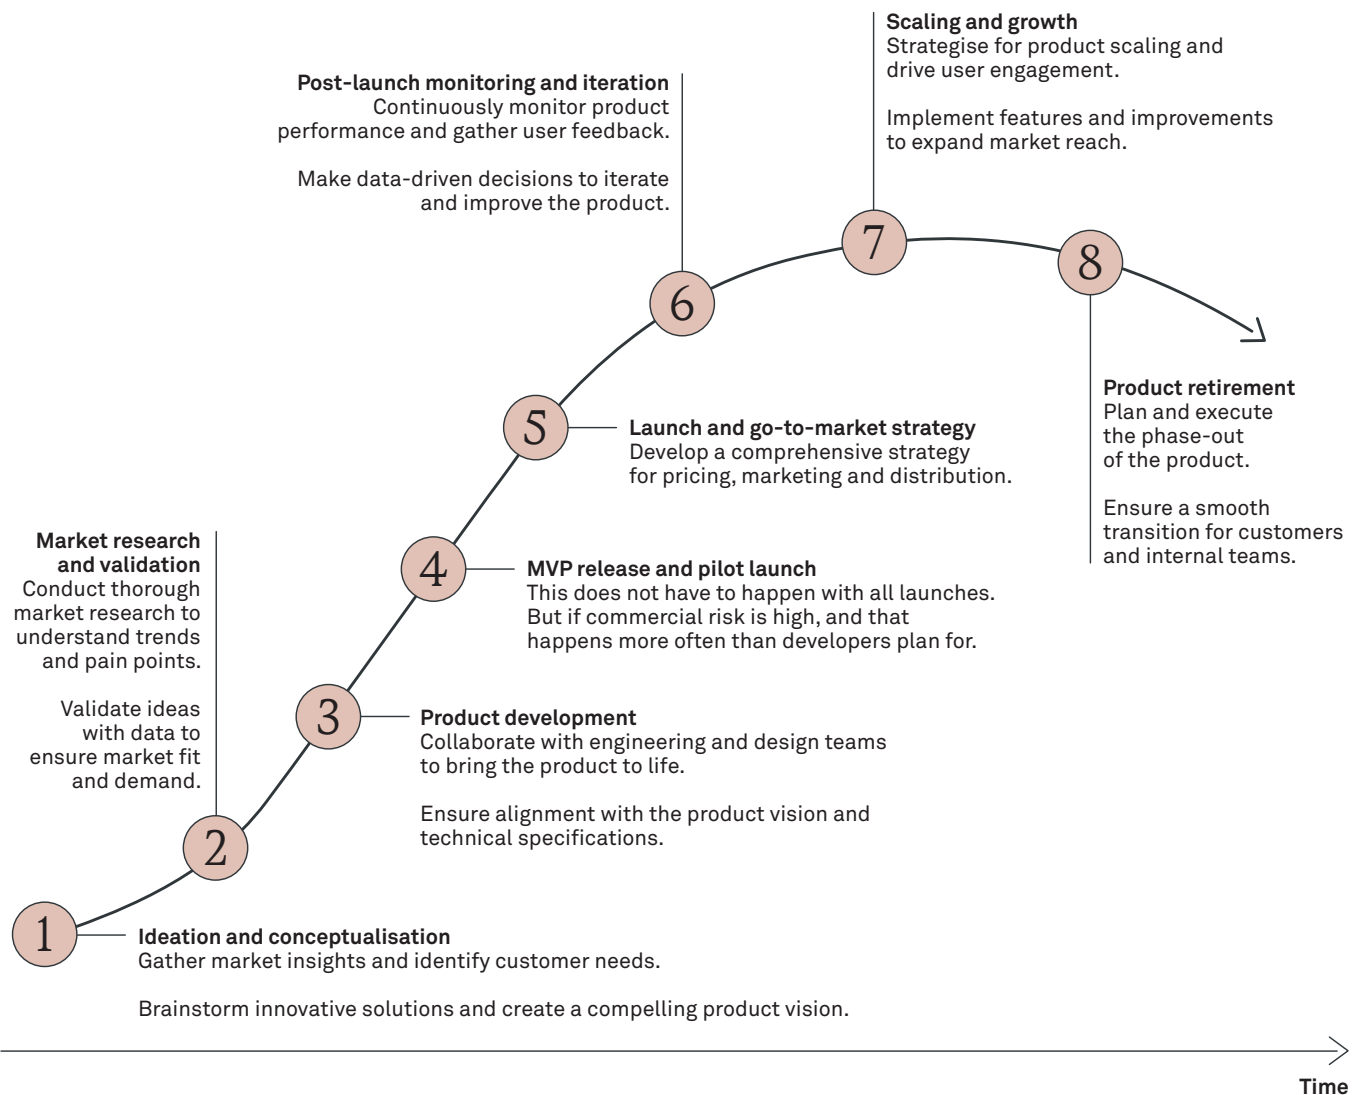 1
Ideation and conceptualisation
Gather market insights and identify customer needs.
Brainstorm innovative solutions and create a compelling product vision.
2
Market research
and validation
Conduct thorough
market research to
understand trends
and pain points.
Validate ideas
with data to
ensure market fit
and demand.
3
Product development
Collaborate with engineering and design teams
to bring the product to life.
Ensure alignment with the product vision and
technical specifications.
4
MVP release and pilot launch
This does not have to happen with all launches.
But if commercial risk is high, and that
happens more often than developers plan for.
5
Launch and go-to-market strategy
Develop a comprehensive strategy
for pricing, marketing and distribution.
6
Post-launch monitoring and iteration
Continuously monitor product
performance and gather user feedback.
Make data-driven decisions to iterate
and improve the product.
7
Scaling and growth
Strategise for product scaling and
drive user engagement.
Implement features and improvements
to expand market reach.
8
Product retirement
Plan and execute
the phase-out
of the product.
Ensure a smooth
transition for customers
and internal teams.
Time